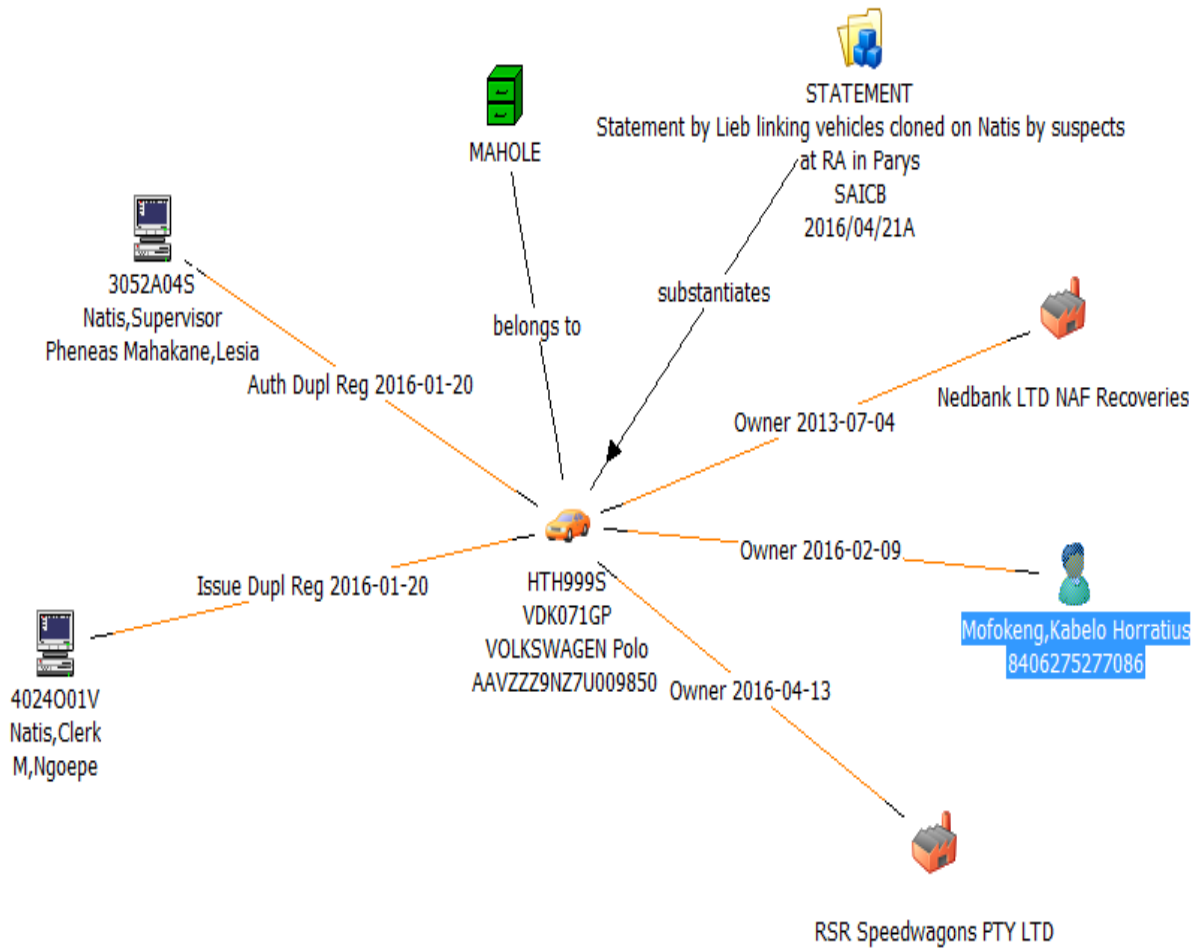 STATEMENT
Statement by Lieb linking vehicles cloned on Natis by suspects
at RA in Parys
SAICB
2016/04/21A
MAHOLE
3052A04S
Natis,Supervisor
Pheneas Mahakane,Lesia
substantiates
belongs to
Auth Dupl Reg 2016-01-20
Nedbank LTD NAF Recoveries
Owner 2013-07-04
Owner 2016-02-09
Issue Dupl Reg 2016-01-20
HTH999S
VDK071GP
VOLKSWAGEN Polo
AAVZZZ9NZ7U009850
Mofokeng,Kabelo Horratius
8406275277086
Owner 2016-04-13
4024O01V
Natis,Clerk
M,Ngoepe
RSR Speedwagons PTY LTD